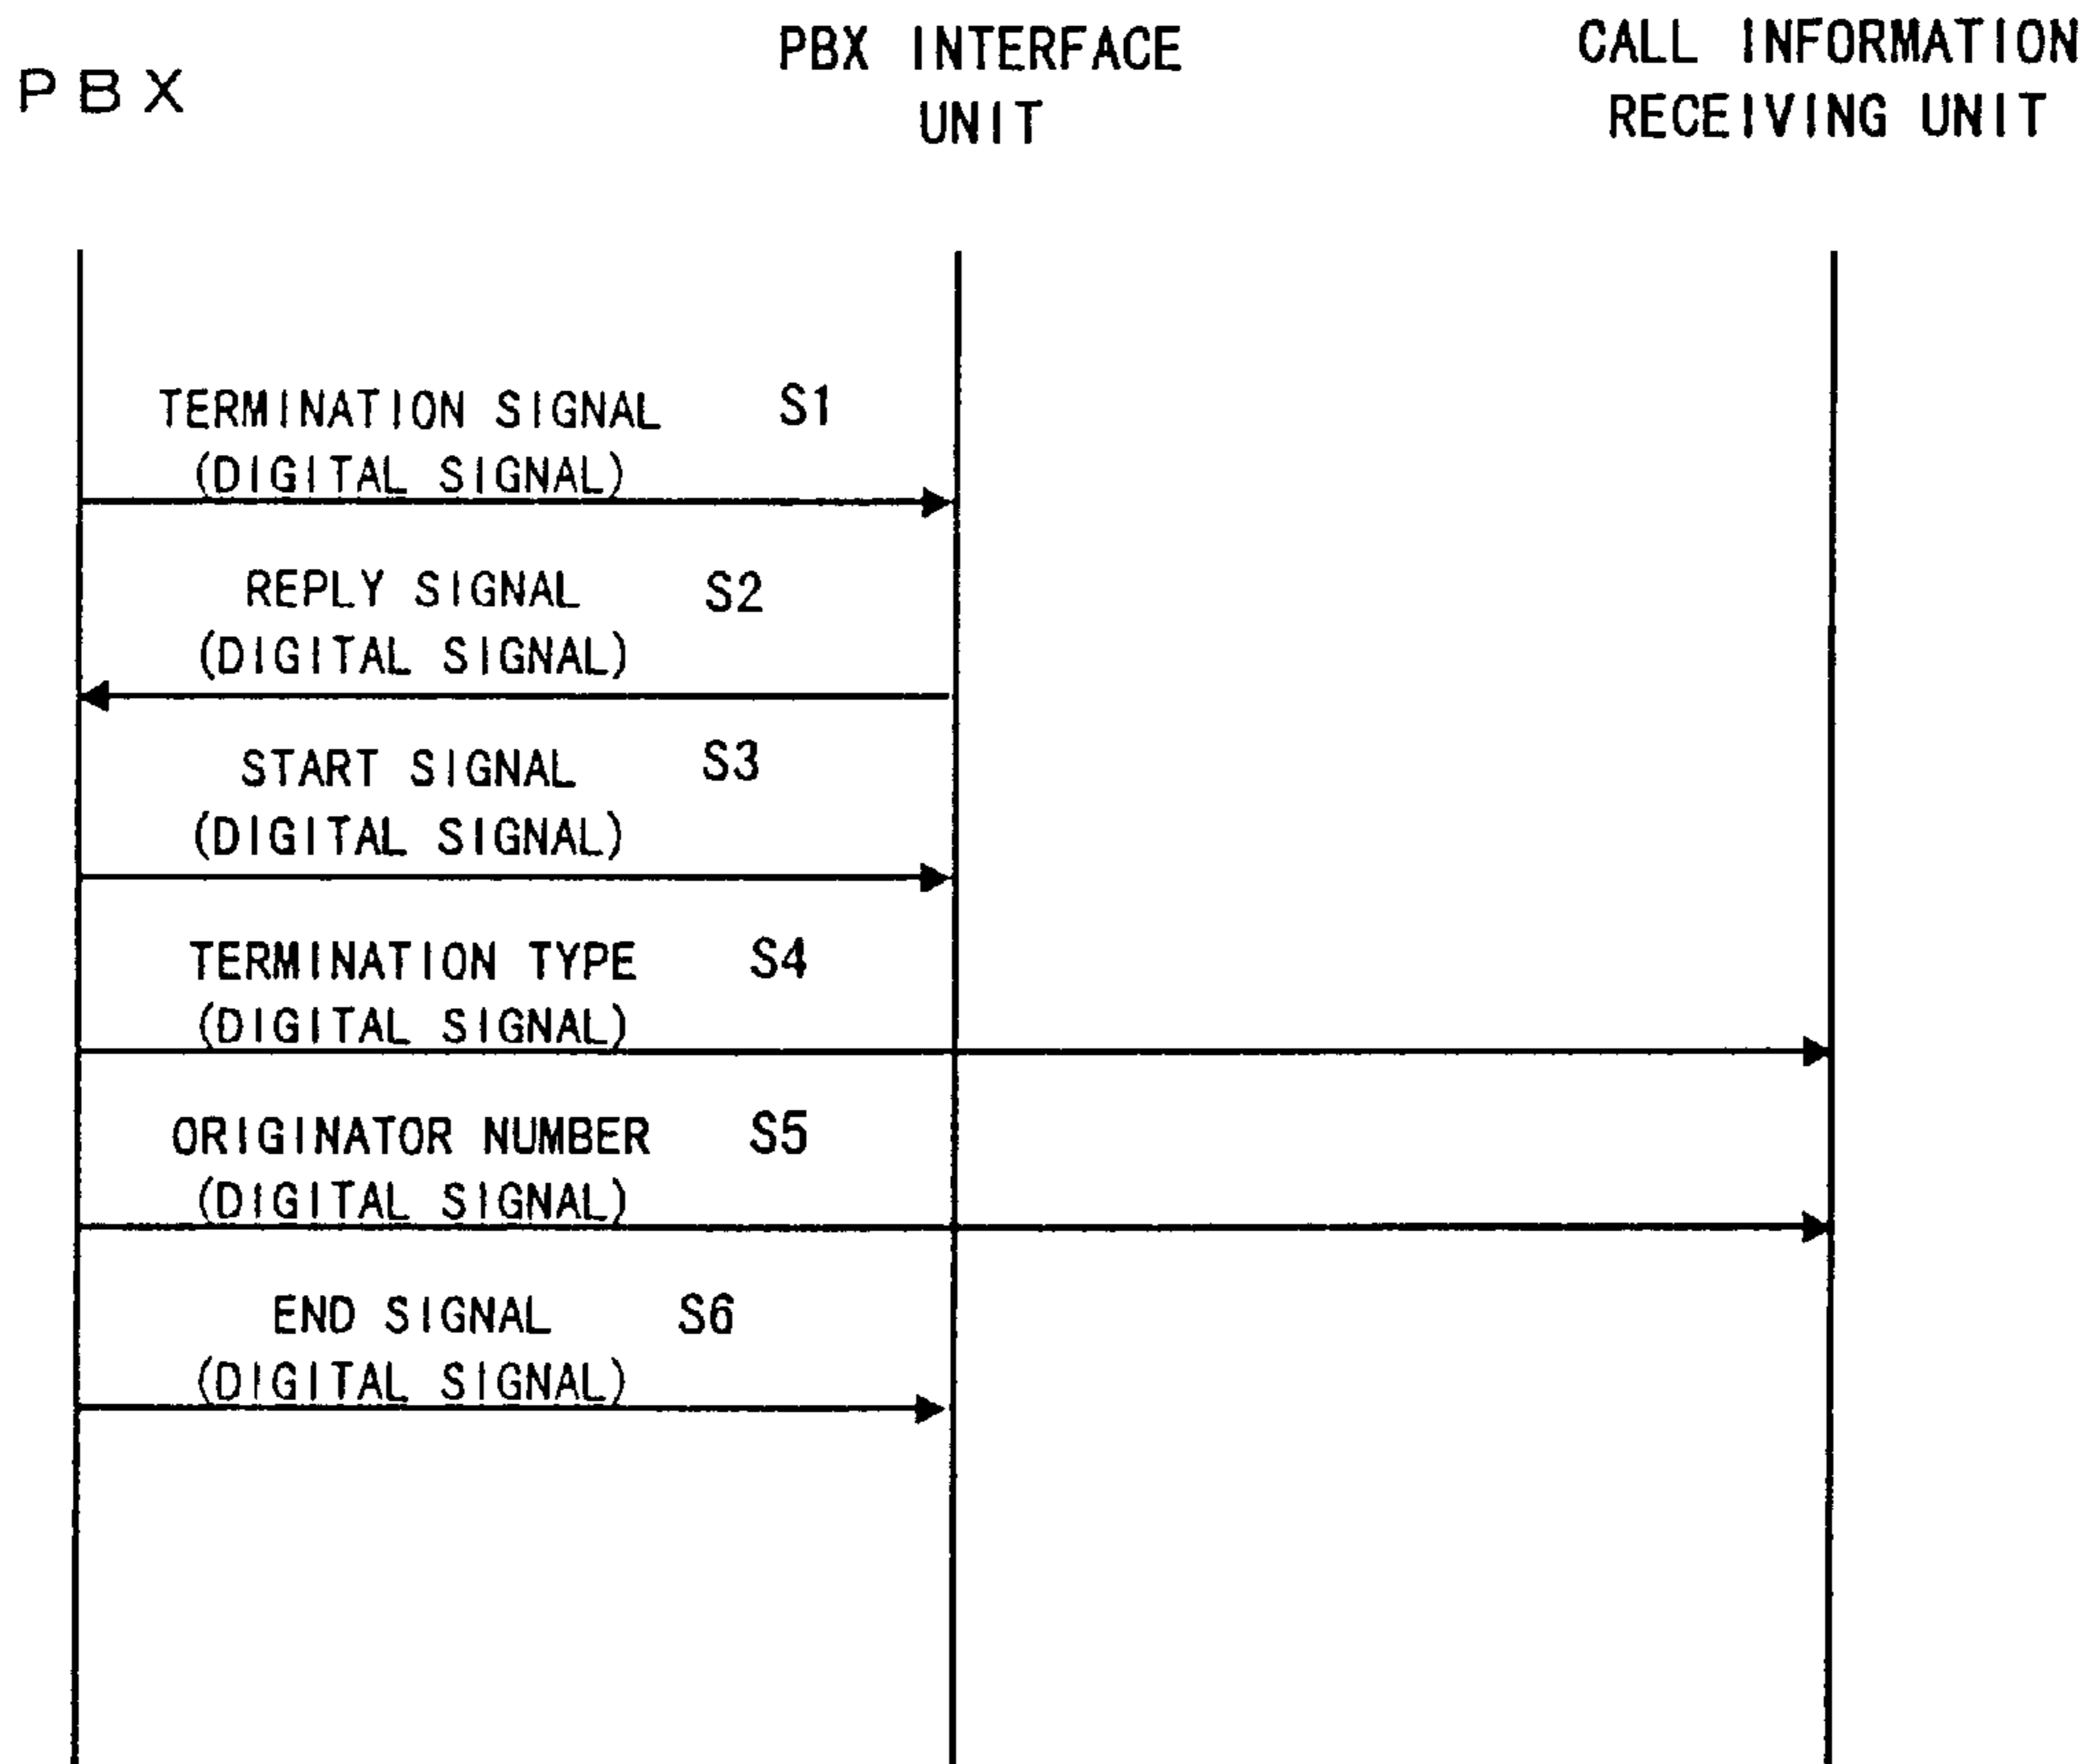 PBX
PBX INTERFACE
UNIT
CALL INFORMATION
RECEIVING UNIT
TERMINATION SIGNAL S1
(DIGITAL SIGNAL)
REPLY SIGNAL S2
(DIGITAL SIGNAL)
START SIGNAL S3
(DIGITAL SIGNAL)
TERMINATION TYPE S4
(DIGITAL SIGNAL)
ORIGINATOR NUMBER S5
(DIGITAL SIGNAL)
END SIGNAL S6
(DIGITAL SIGNAL)